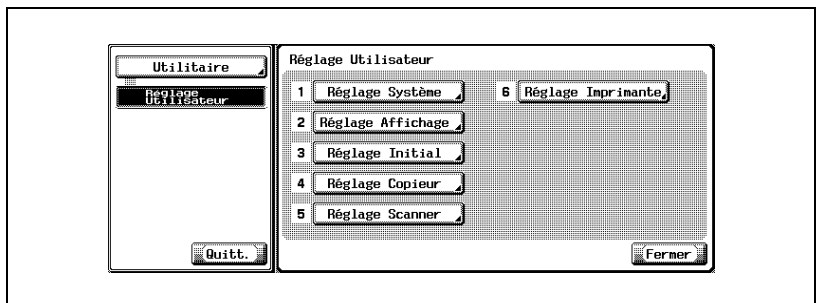 Utilitaire
Réglage
Utilisateur
Quitt.
Réglage Utilisateur
1 Réglage Système
2 Réglage Affichage
3 Réglage Initial
4 Réglage Copieur
5 Réglage Scanner
6 Réglage Imprimante
Fermer